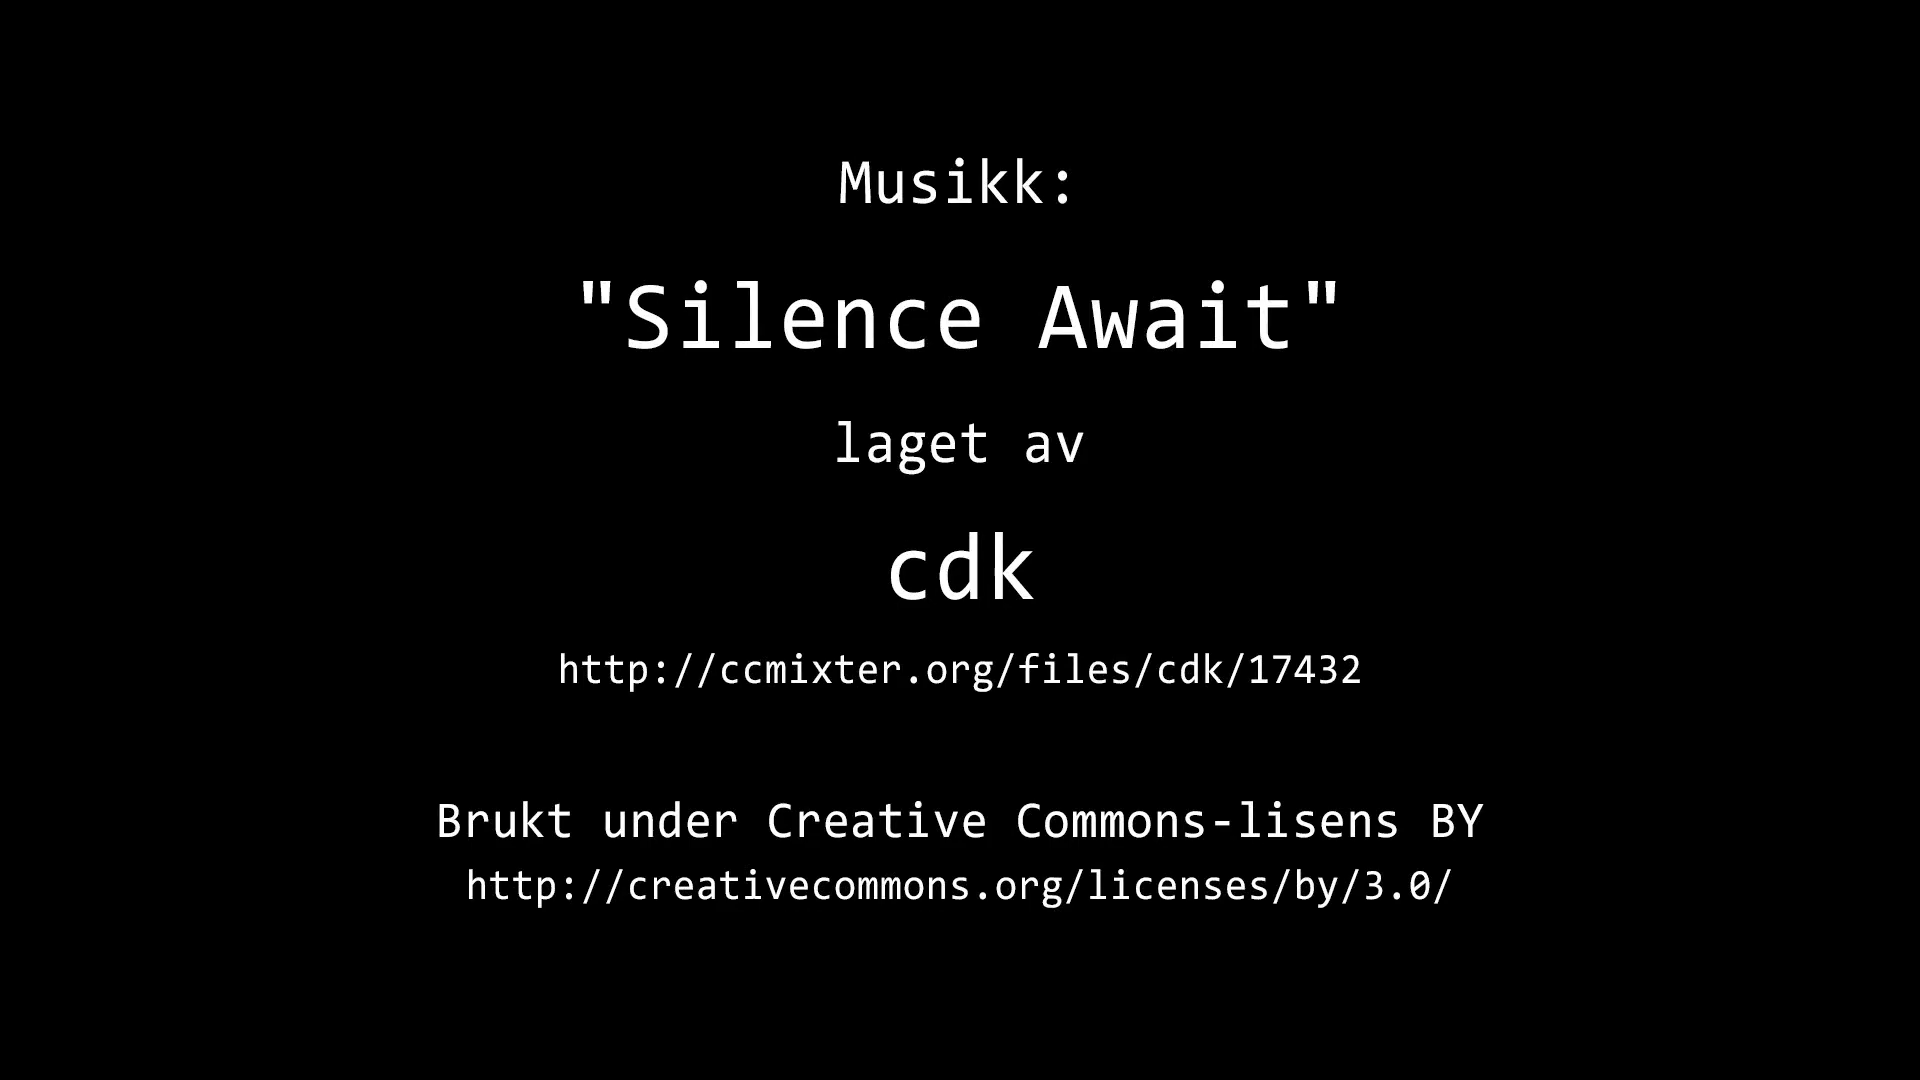 Musikk:
"Silence Await"
laget av
cdk
http://ccmixter.org/files/cdk/17432
Brukt under Creative Commons-lisens BY
http://creativecommons.org/licenses/by/3.0/